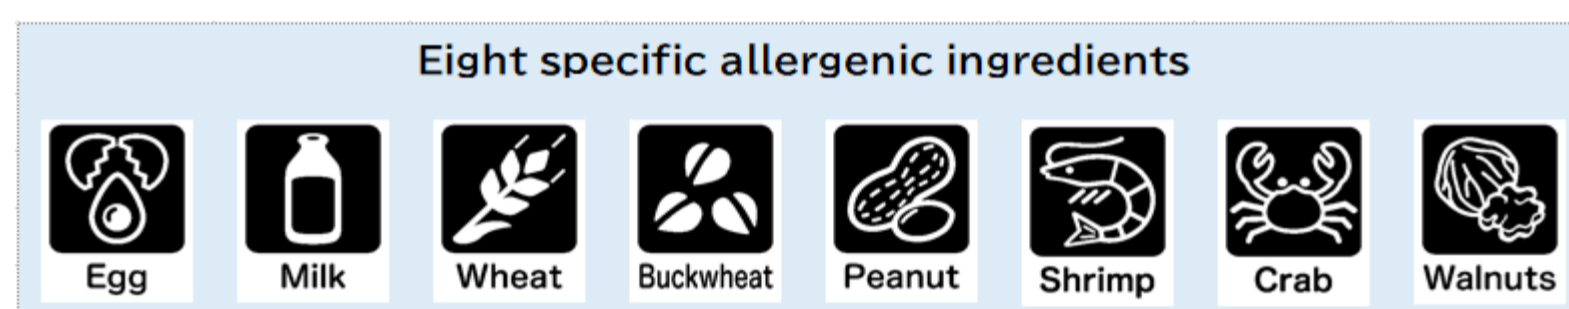 Eight specific allergenic ingredients
Egg Milk Wheat Buckwheat Peanut Shrimp Crab Walnuts